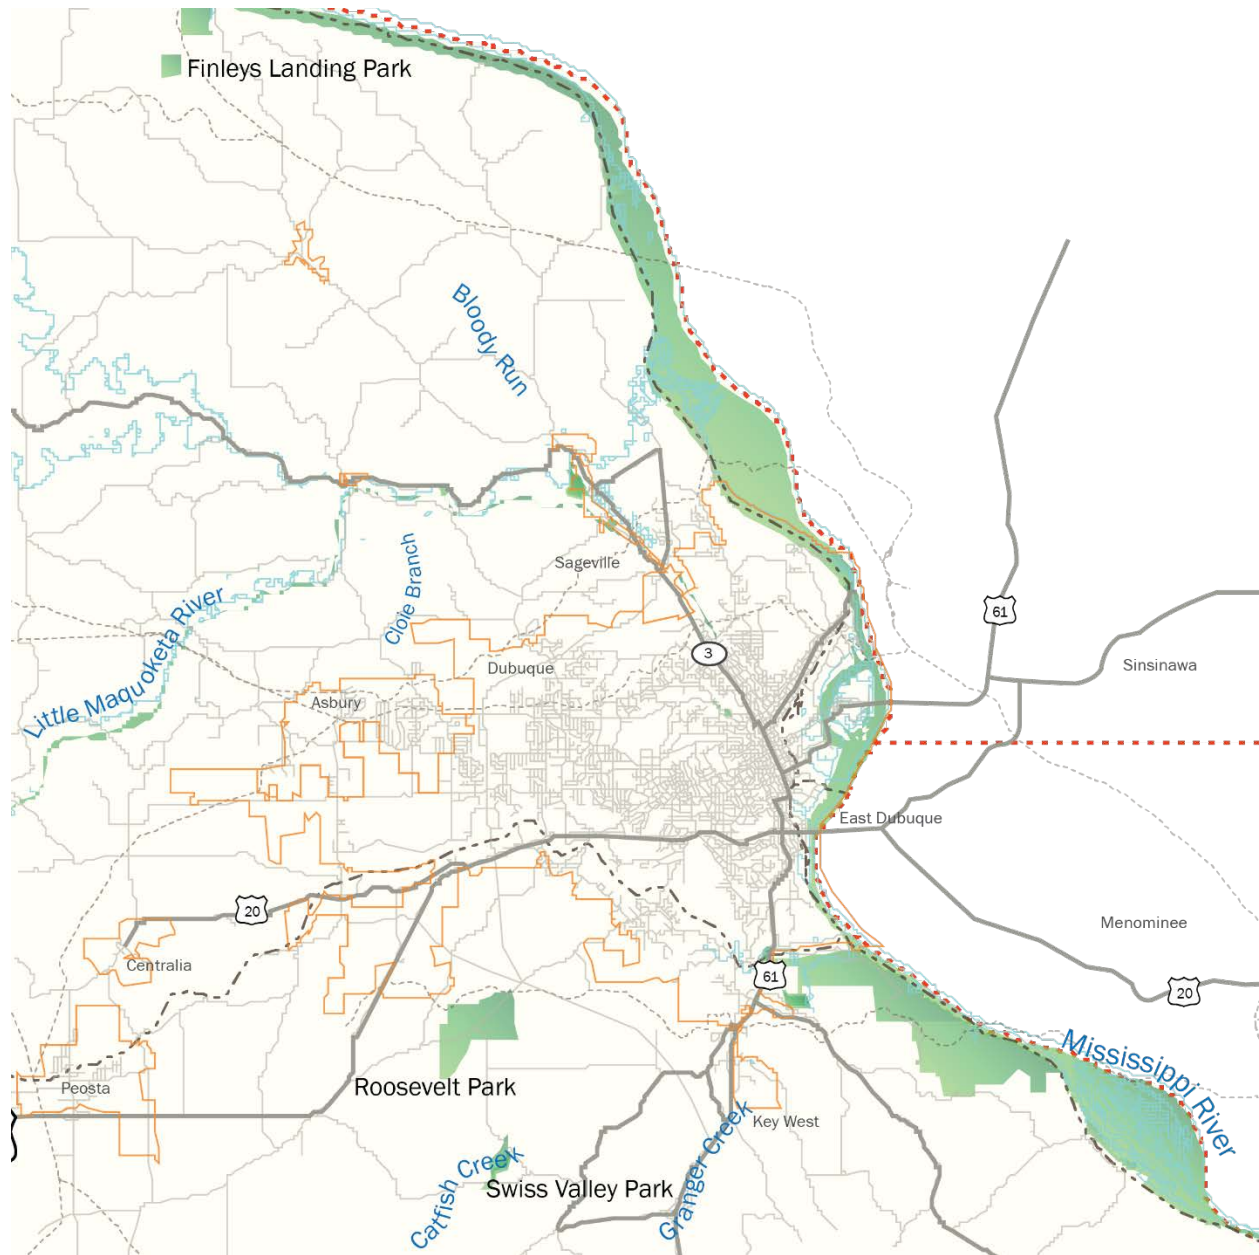 Finleys Landing Park
Bloody Run
Sageville
Cloie Branch
Little Maquoketa River
61
3
Sinsinawa
Dubuque
Asbury
East Dubuque
20
Menominee
Centralia
61
20
Mississippi River
Peosta
Roosevelt Park
Key West
Granger Creek
Catfish Creek
Swiss Valley Park